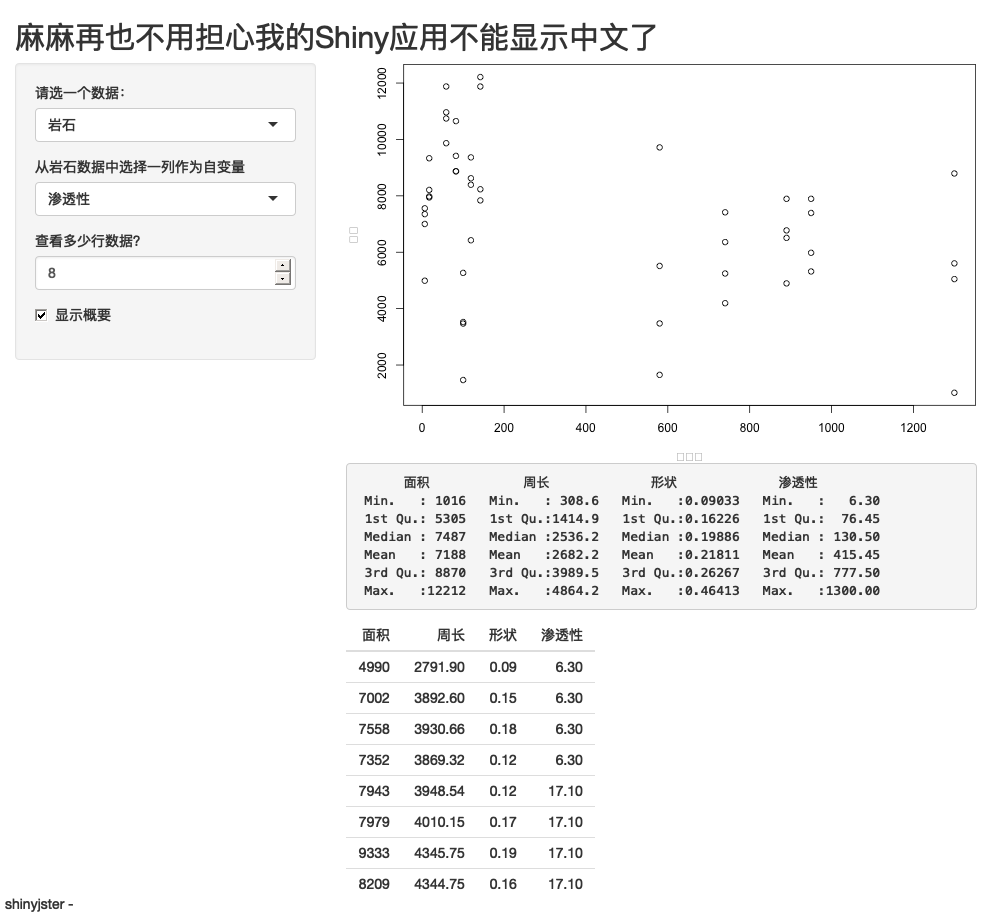 麻麻再也不用担心我的Shiny应用不能显示中文了
请选一个数据：
岩石
从岩石数据中选择一列作为自变量
渗透性
查看多少行数据?
8
显示概要
12000
10000
8000
6000
4000
2000
0 200 400 600 800 1000 1200
面积 周长 形状 渗透性
Min. : 1016 Min. : 308.6 Min. :0.09033 Min. : 6.30
1st Qu.: 5305 1st Qu.:1414.9 1st Qu.:0.16226 1st Qu.: 76.45
Median : 7487 Median :2536.2 Median :0.19886 Median : 130.50
Mean : 7188 Mean :2682.2 Mean :0.21811 Mean : 415.45
3rd Qu.: 8870 3rd Qu.:3989.5 3rd Qu.:0.26267 3rd Qu.: 777.50
Max. :12212 Max. :4864.2 Max. :0.46413 Max. :1300.00
面积 周长 形状 渗透性
4990 2791.90 0.09 6.30
7002 3892.60 0.15 6.30
7558 3930.66 0.18 6.30
7352 3869.32 0.12 6.30
7943 3948.54 0.12 17.10
7979 4010.15 0.17 17.10
9333 4345.75 0.19 17.10
8209 4344.75 0.16 17.10
shinyjster -